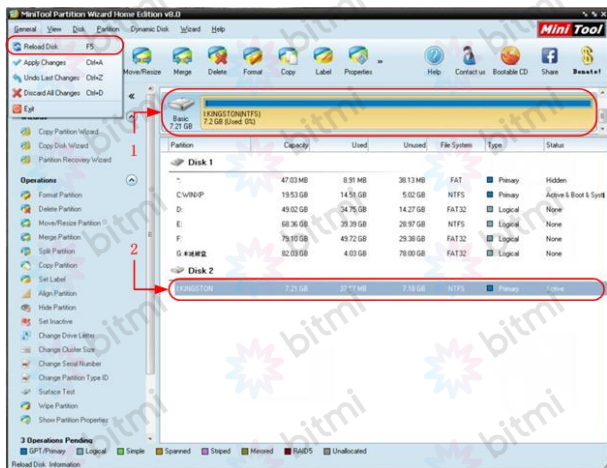 MiniTool Partition Wizard Home Edition v8.0
General View Disk Partition Dynamic Disk Wizard Help
Mini Tool
Reload Disk F5
Apply Changes Ctrl+A
Undo Last Changes Ctrl+Z
Discard All Changes Ctrl+D
Exit
Move/Resize Merge Delete Format Copy Label Properties » Help Contact us Bootable CD Share Donate!
«
Basic
7.21 GB
I:KINGSTON(NTFS)
7.2 GB (Used: 0%)
1
1
Copy Partition Wizard
Copy Disk Wizard
Partition Recovery Wizard
Operations
Format Partition
Delete Partition
Move/Resize Partition
Merge Partition
Split Partition
Copy Partition
Set Label
Align Partition
Hide Partition
Set Inactive
Change Drive Letter
Change Cluster Size
Change Serial Number
Change Partition Type ID
Surface Test
Wipe Partition
Show Partition Properties
3 Operations Pending
Partition Capacity Used Unused File System Type Status
Disk 1
47.03 MB 8.91 MB 38.13 MB FAT Primary Hidden
C:WINXP 19.53 GB 14.51 GB 5.02 GB NTFS Primary Active & Boot & Syst
D: 49.02 GB 34.75 GB 14.27 GB FAT32 Logical None
E: 68.36 GB 39.39 GB 28.97 GB NTFS Logical None
F: 79.10 GB 49.72 GB 29.38 GB FAT32 Logical None
82.03 GB 4.03 GB 78.00 GB FAT32 Logical None
2
Disk 2
I:KINGSTON 7.21 GB 7.18 GB NTFS Primary Active
GPT/Primary Logical Simple Spanned Striped Mirrored RAID5 Unallocated
Reload Disk Information
bitmi